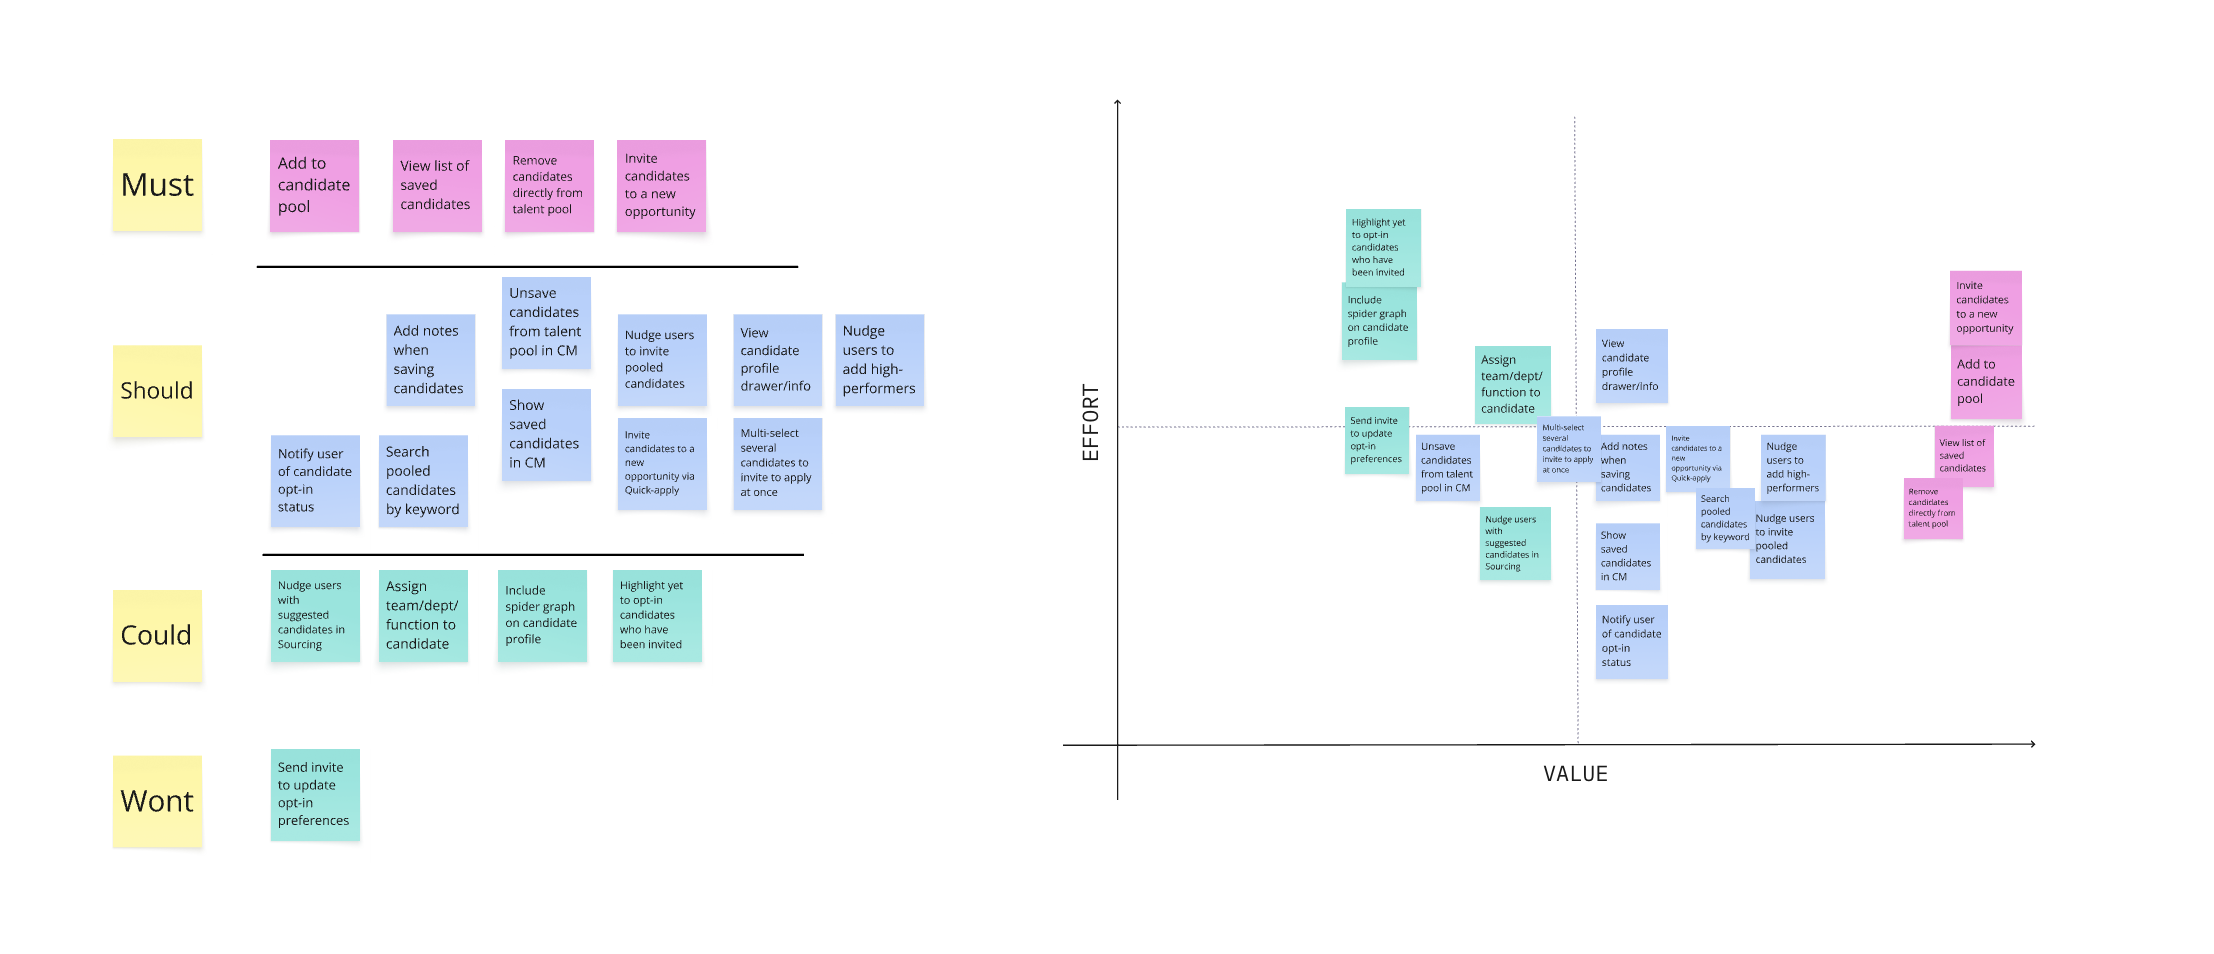 Must
Add to
candidate
pool
View list of
saved
candidates
Remove
candidates
directly from
talent pool
Invite
candidates
to a new
opportunity
Should
Add notes
when
saving
candidates
Unsave
candidates
from talent
pool in CM
Nudge users
to invite
pooled
candidates
View
candidate
profile
drawer/info
Nudge
users to
add high-
performers
Notify user
of candidate
opt-in
status
Search
pooled
candidates
by keyword
Show
saved
candidates
in CM
Invite
candidates to a
new
opportunity via
Quick-apply
Multi-select
several
candidates to
invite to apply
at once
Could
Nudge users
with
suggested
candidates in
Sourcing
Assign
team/dept/
function to
candidate
Include
spider graph
on candidate
profile
Highlight yet
to opt-in
candidates
who have
been invited
Wont
Send invite
to update
opt-in
preferences
EFFORT
Highlight yet
to opt-in
candidates
who have
been invited
Include
spider graph
on candidate
profile
Assign
team/dept/
function to
candidate
View
candidate
profile
drawer/info
Invite
candidates
to a new
opportunity
Add to
candidate
pool
Send invite
to update
opt-in
preferences
Unsave
candidates
from talent
pool in CM
Multi-select
several
candidates to
invite to apply
at once
Add notes
when
saving
candidates
Invite
candidates to a
new
opportunity via
Quick-apply
Nudge
users to
add high-
performers
View list of
saved
candidates
Remove
candidates
directly from
talent pool
Search
pooled
candidates
by keyword
Nudge users
to invite
pooled
candidates
Nudge users
with
suggested
candidates in
Sourcing
Show
saved
candidates
in CM
Notify user
of candidate
opt-in
status
VALUE